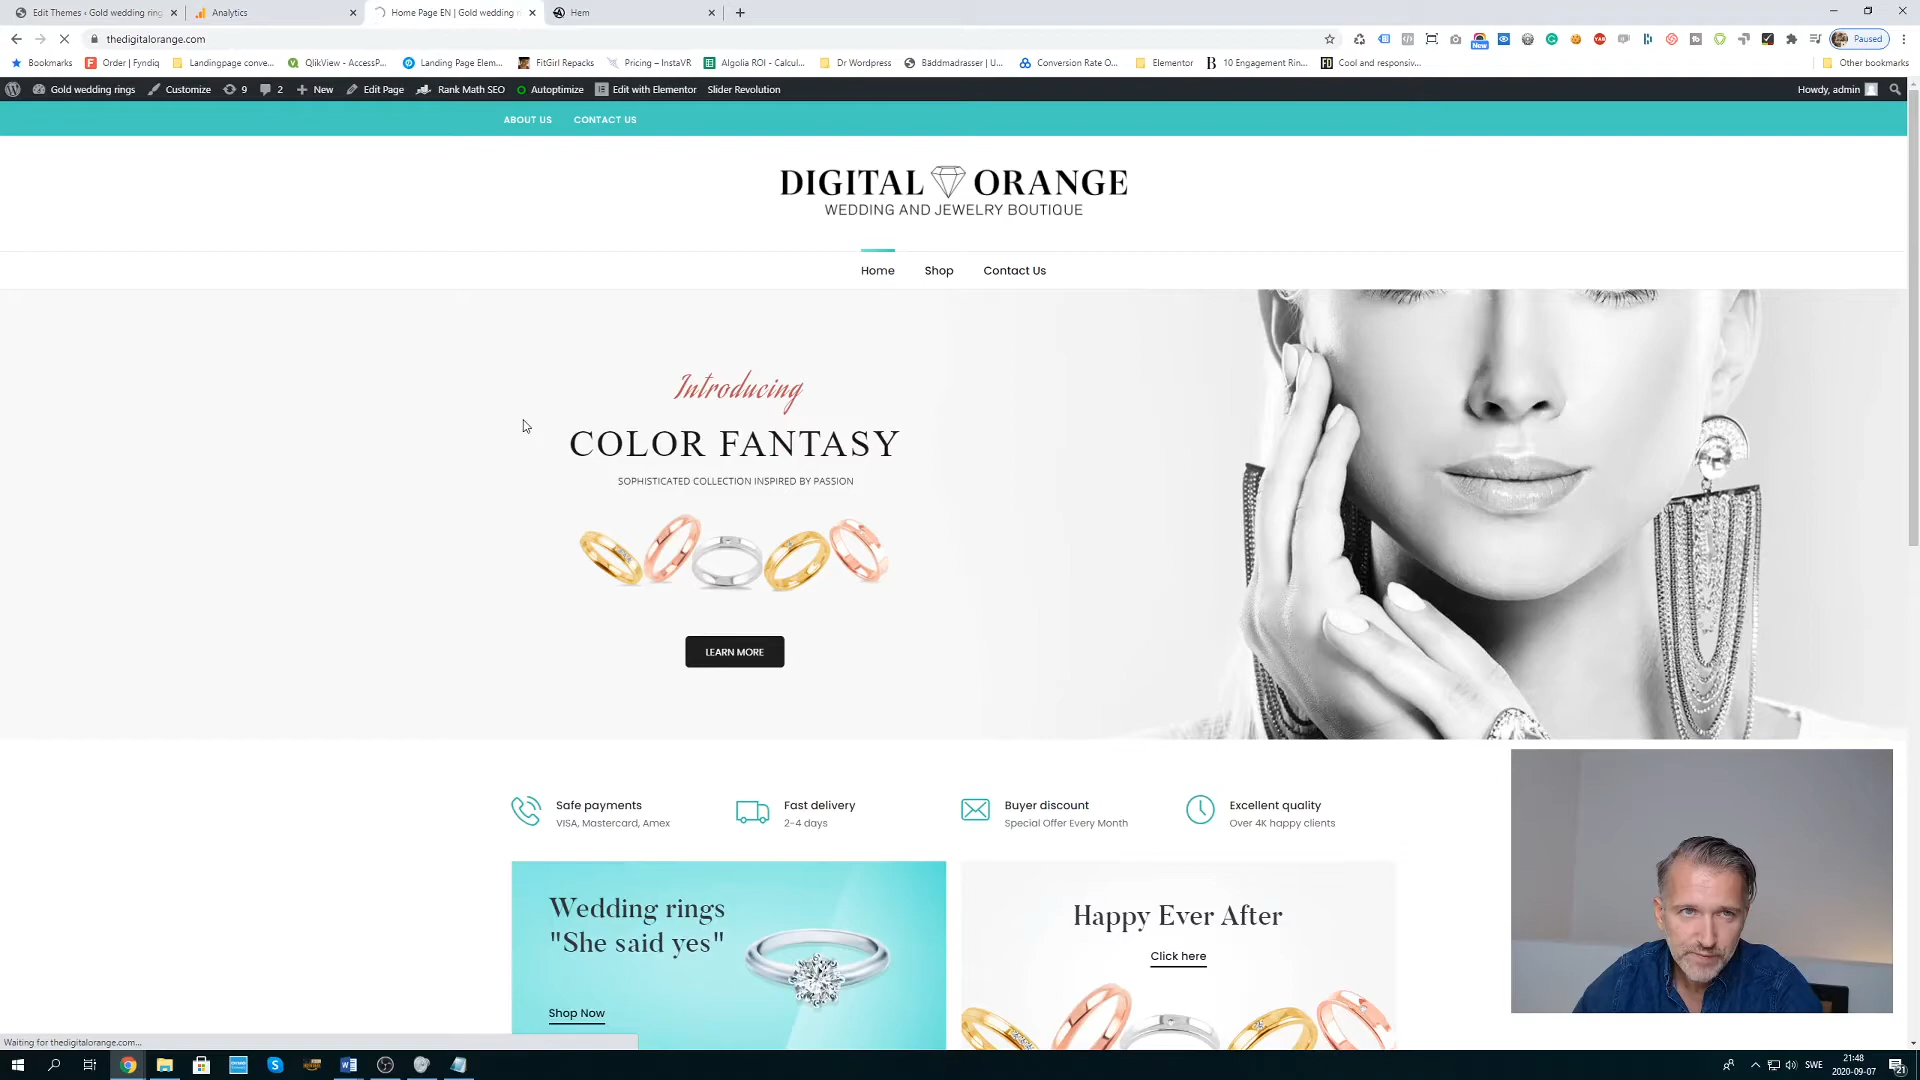 Edit Themes ‹ Gold wedding ring
Analytics
Home Page EN | Gold wedding r
Hem
thedigitalorange.com
Paused
Bookmarks
Order | Fyndiq
Landingpage conve...
QlikView - AccessP...
Landing Page Elem...
FitGirl Repacks
Pricing – InstaVR
Algolia ROI - Calcul...
Dr Wordpress
Bäddmadrasser | U...
Conversion Rate O...
Elementor
10 Engagement Rin...
Cool and responsiv...
Other bookmarks
New
Gold wedding rings
Customize
9
2
New
Edit Page
Rank Math SEO
Autoptimize
Edit with Elementor
Slider Revolution
Howdy, admin
ABOUT US
CONTACT US
DIGITAL ORANGE
WEDDING AND JEWELRY BOUTIQUE
Home
Shop
Contact Us
Introducing
COLOR FANTASY
SOPHISTICATED COLLECTION INSPIRED BY PASSION
LEARN MORE
Safe payments
VISA, Mastercard, Amex
Fast delivery
2-4 days
Buyer discount
Special Offer Every Month
Excellent quality
Over 4K happy clients
Wedding rings
"She said yes"
Shop Now
Happy Ever After
Click here
Waiting for thedigitalorange.com...
SWE
21:48
2020-09-07
21